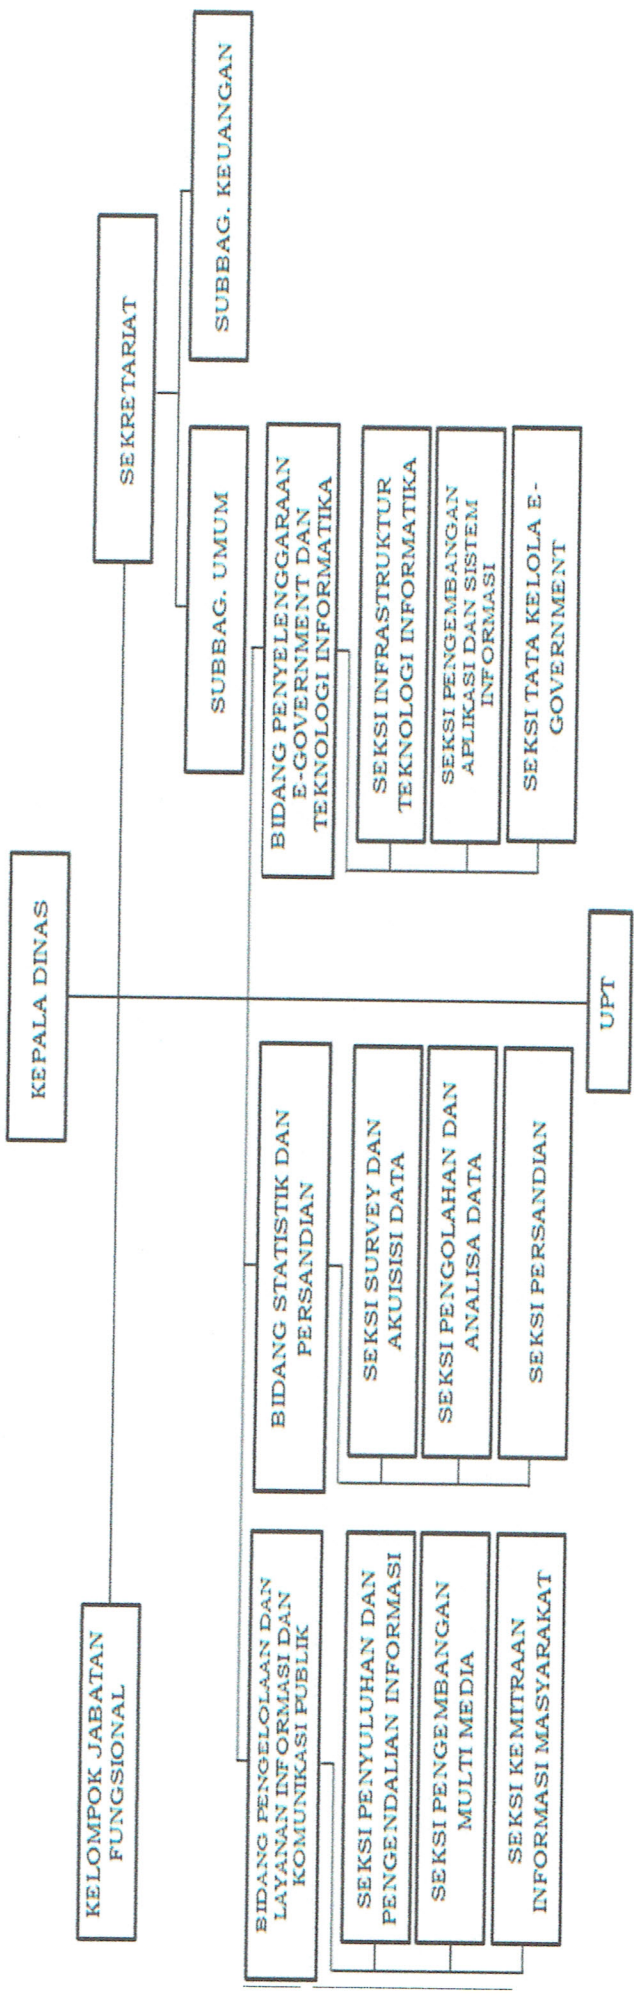 KEPALA DINAS
KELOMPOK JABATAN
FUNGSIONAL
SEKRETARIAT
SUBBAG. UMUM
SUBBAG. KEUANGAN
BIDANG PENGELOLAAN DAN
LAYANAN INFORMASI DAN
KOMUNIKASI PUBLIK
SEKSI PENYULUHAN DAN
PENGENDALIAN INFORMASI
SEKSI PENGEMBANGAN
MULTI MEDIA
SEKSI KEMITRAAN
INFORMASI MASYARAKAT
BIDANG STATISTIK DAN
PERSANDIAN
SEKSI SURVEY DAN
AKUISISI DATA
SEKSI PENGOLAHAN DAN
ANALISA DATA
SEKSI PERSANDIAN
BIDANG PENYELENGGARAAN
E-GOVERNMENT DAN
TEKNOLOGI INFORMATIKA
SEKSI INFRASTRUKTUR
TEKNOLOGI INFORMATIKA
SEKSI PENGEMBANGAN
APLIKASI DAN SISTEM
INFORMASI
SEKSI TATA KELOLA E-
GOVERNMENT
UPT